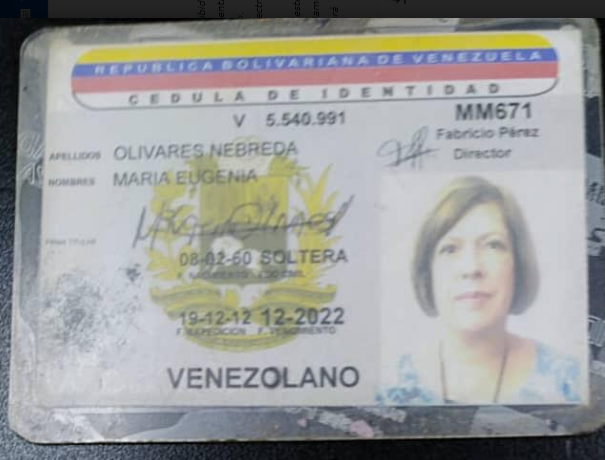 REPUBLICA BOLIVARIANA DE VENEZUELA
CEDULA DE IDENTIDAD
V 5.540.991
MM671
Fabricio Pérez
Director
APELLIDOS OLIVARES NEBREDA
NOMBRES MARIA EUGENIA
FIRMA TITULAR
08-02-60 SOLTERA
F. NACIMIENTO EDO CIVIL
19-12-12 12-2022
F. EXPEDICION F. VENCIMIENTO
VENEZOLANO